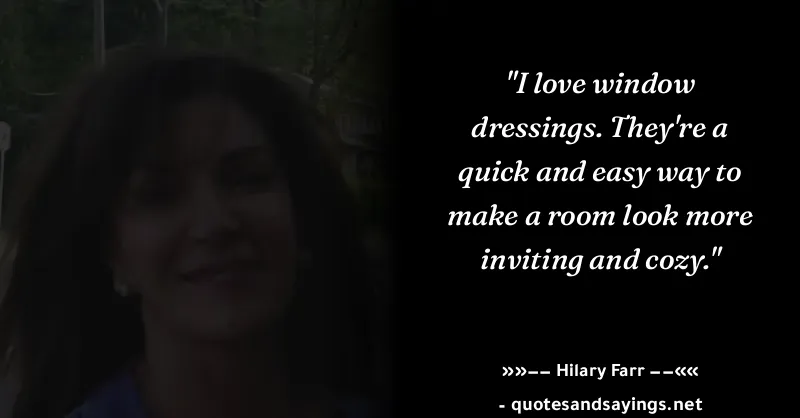 "I love window
dressings. They're a
quick and easy way to
make a room look more
inviting and cozy."
»»−− Hilary Farr −−««
- quotesandsayings.net